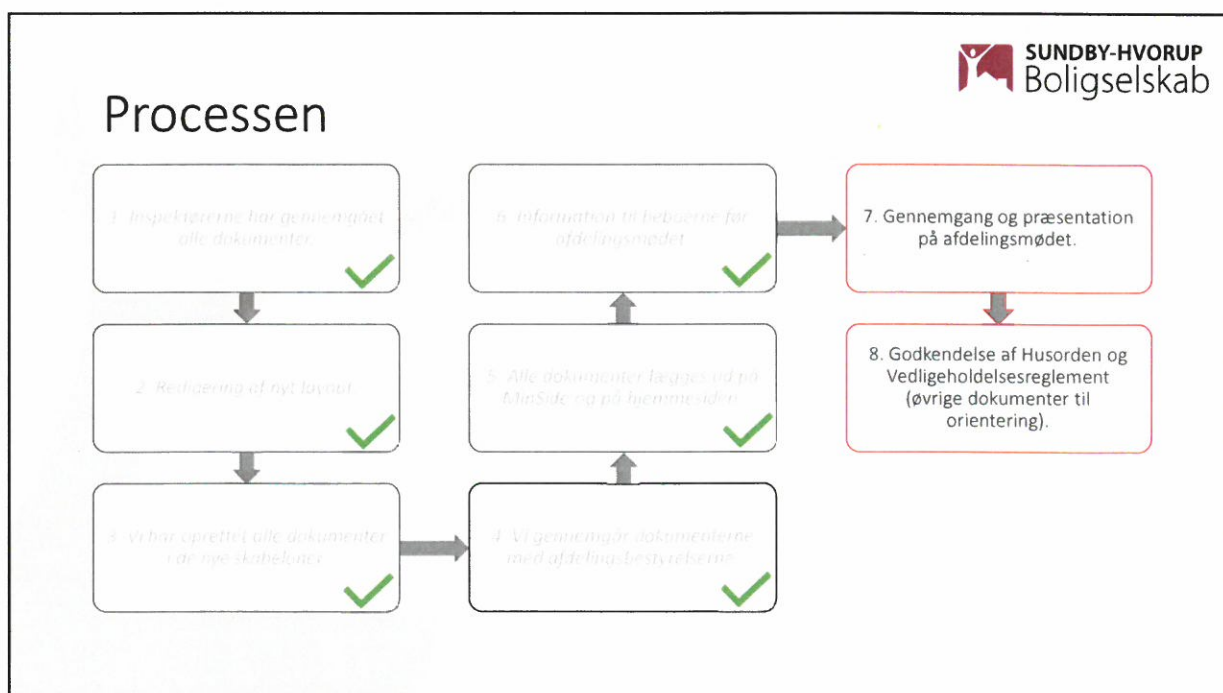 SUNDBY-HVORUP
Boligselskab
Processen
1. Inspektørerne har gennemgået
alle dokumenter.
2. Redigering af nyt layout.
3. Vi har oprettet alle dokumenter
i de nye skabeloner.
4. Vi gennemgår dokumenterne
med afdelingsbestyrelserne.
5. Alle dokumenter lægges ud på
MinSide og på hjemmesiden.
6. Information til beboerne før
afdelingsmødet
7. Gennemgang og præsentation
på afdelingsmødet.
8. Godkendelse af Husorden og
Vedligeholdelsesreglement
(øvrige dokumenter til
orientering).